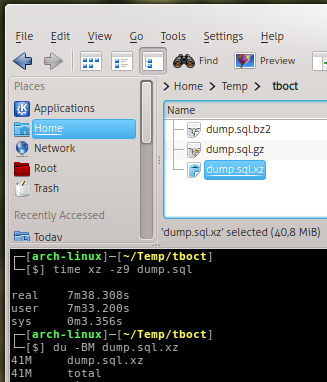 File Edit View Go Tools Settings Help
Find Preview
Places
Home Temp tboct
Applications
Home
Network
Root
Trash
Recently Accessed
Today
Name
dump.sql.bz2
dump.sql.gz
dump.sql.xz
'dump.sql.xz' selected (40,8 MiB)
[arch-linux]—[~/Temp/tboct]
[$] time xz -z9 dump.sql
real 7m38.308s
user 7m33.200s
sys 0m3.356s
[arch-linux]—[~/Temp/tboct]
[$] du -BM dump.sql.xz
41M dump.sql.xz
41M total